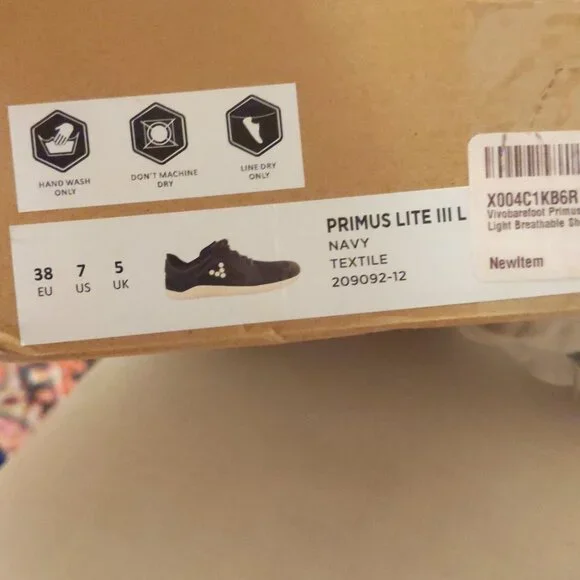 HAND WASH
ONLY
DON'T MACHINE
DRY
LINE DRY
ONLY
38
EU
7
US
5
UK
PRIMUS LITE III L
NAVY
TEXTILE
209092-12
X004C1KB6R
Vivobarefoot Primus
Light Breathable Sh
NewItem